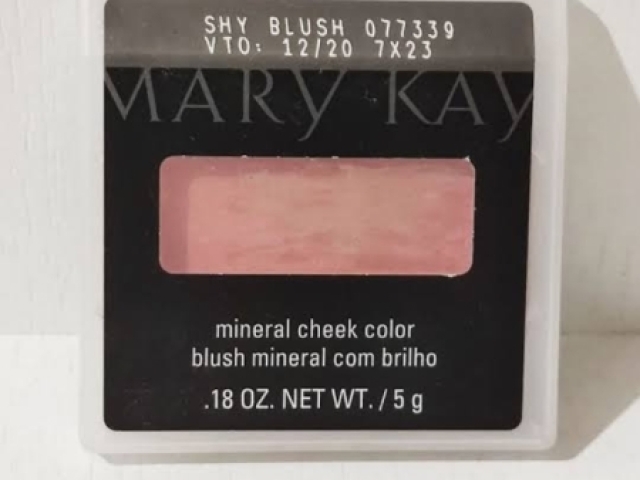 SHY BLUSH 077339
VTO: 12/20 7X23
MARY KAY
mineral cheek color
blush mineral com brilho
.18 OZ. NET WT. / 5 g